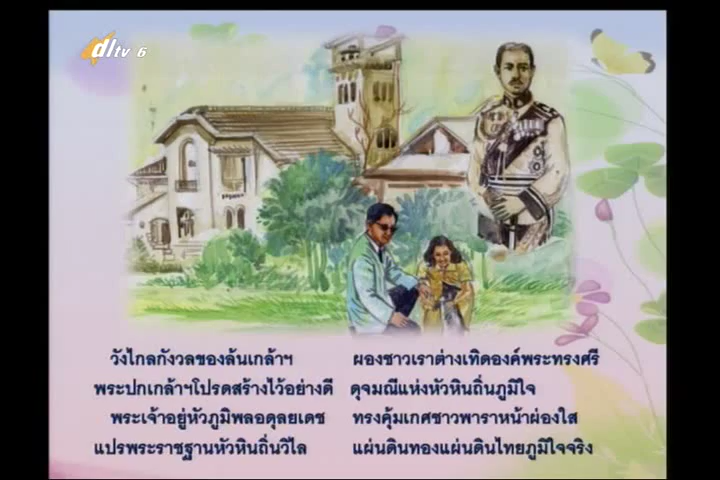 dltv 6
วังไกลกังวลของล้นเกล้าฯ ผองชาวเราต่างเทิดองค์พระทรงศรี
พระปกเกล้าฯโปรดสร้างไว้อย่างดี ดุจมณีแห่งหัวหินถิ่นภูมิใจ
พระเจ้าอยู่หัวภูมิพลอดุลยเดช ทรงคุ้มเกศชาวพาราหน้าผ่องใส
แปรพระราชฐานหัวหินถิ่นวิไล แผ่นดินทองแผ่นดินไทยภูมิใจจริง